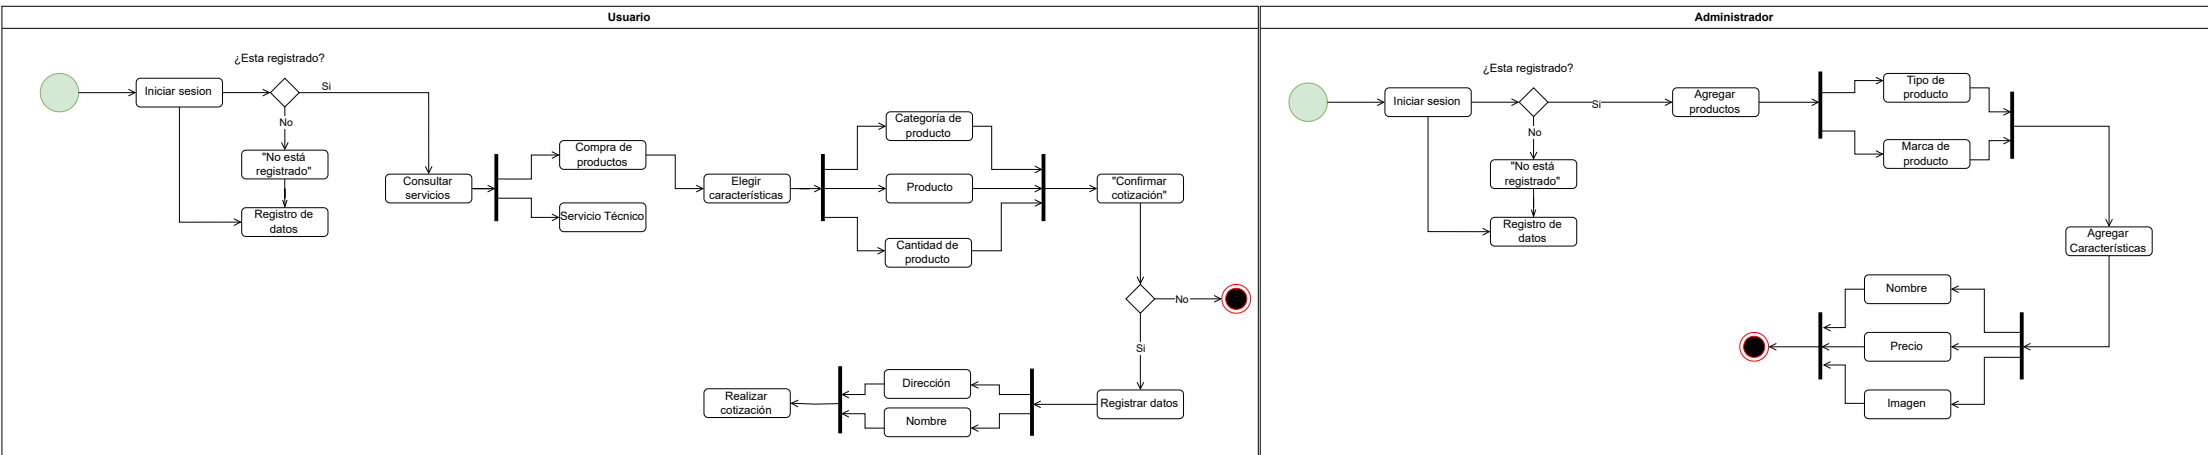 Usuario
¿Esta registrado?
Iniciar sesion
Si
No
"No está
registrado"
Registro de
datos
Consultar
servicios
Compra de
productos
Servicio Técnico
Elegir
características
Categoría de
producto
Producto
Cantidad de
producto
"Confirmar
cotización"
No
Si
Registrar datos
Dirección
Nombre
Realizar
cotización
Administrador
¿Esta registrado?
Iniciar sesion
Si
No
"No está
registrado"
Registro de
datos
Agregar
productos
Tipo de
producto
Marca de
producto
Agregar
Características
Nombre
Precio
Imagen